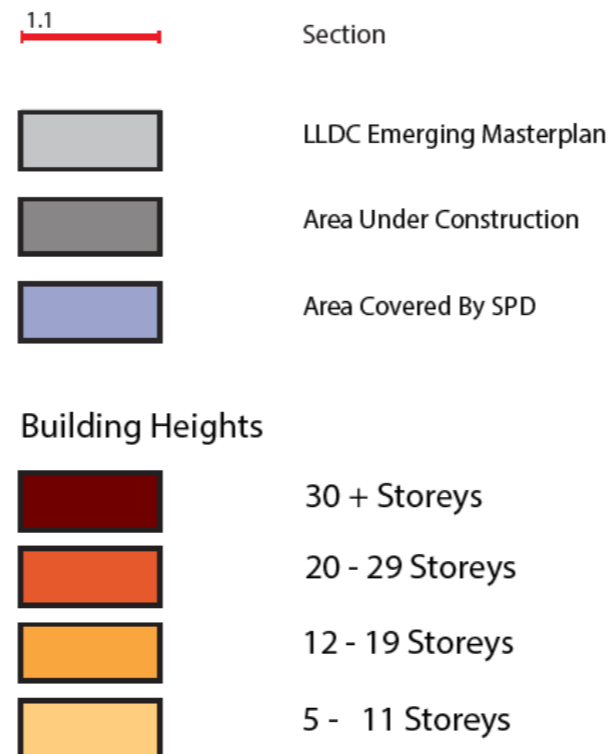 1.1
Section
LLDC Emerging Masterplan
Area Under Construction
Area Covered By SPD
Building Heights
30 + Storeys
20 - 29 Storeys
12 - 19 Storeys
5 - 11 Storeys